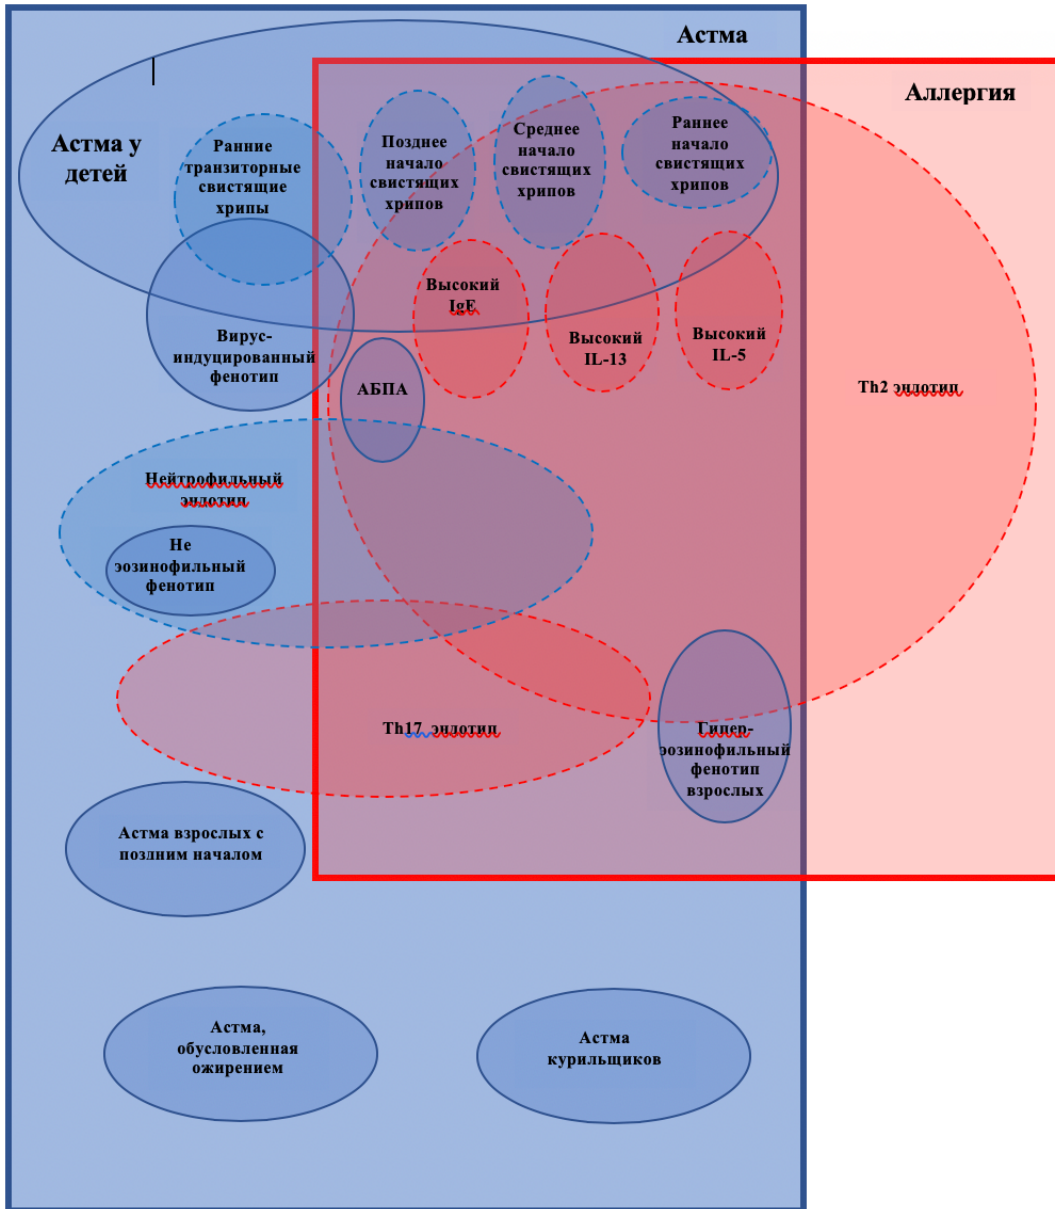 Астма
Аллергия
Астма у
детей
Ранние
транзиторные
свистящие
хрипы
Позднее
начало
свистящих
хрипов
Среднее
начало
свистящих
хрипов
Раннее
начало
свистящих
хрипов
Высокий
IgE
Высокий
IL-13
Высокий
IL-5
Th2 эндотип
Вирус-
индуцированный
фенотип
АБПА
Нейтрофильный
эндотип
Не
эозинофильный
фенотип
Th17 эндотип
Гипер-
эозинофильный
фенотип
взрослых
Астма взрослых с
поздним началом
Астма,
обусловленная
ожирением
Астма
курильщиков